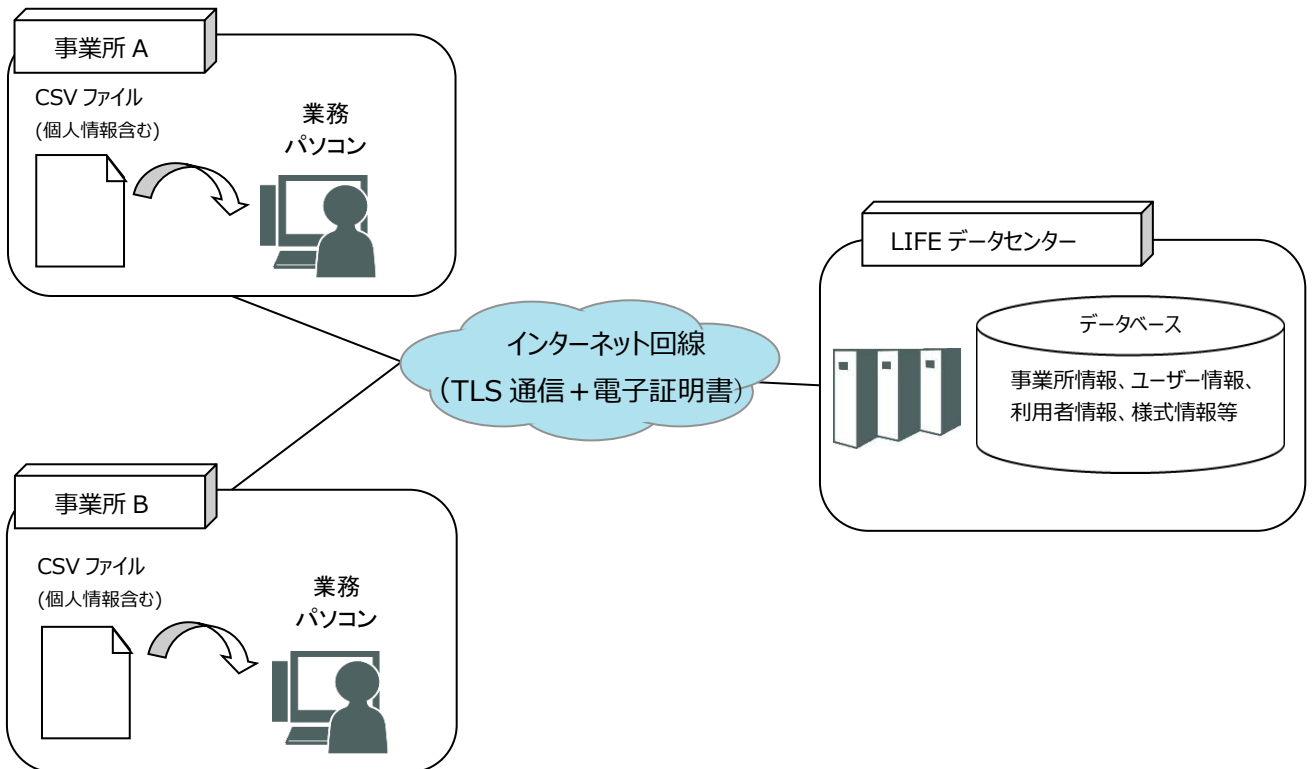 事業所 A
CSV ファイル
(個人情報含む)
業務
パソコン
インターネット回線
（TLS 通信＋電子証明書）
LIFE データセンター
データベース
事業所情報、ユーザー情報、
利用者情報、様式情報等
事業所 B
CSV ファイル
(個人情報含む)
業務
パソコン